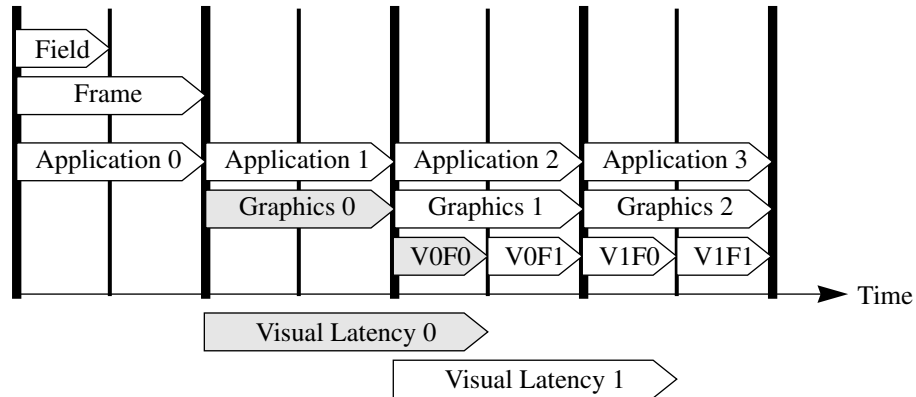 Field
Frame
Application 0 Application 1 Application 2 Application 3
Graphics 0 Graphics 1 Graphics 2
V0F0 V0F1 V1F0 V1F1
Time
Visual Latency 0
Visual Latency 1